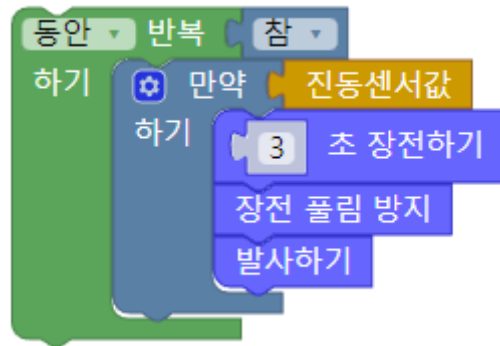 동안 반복 참
하기 만약 진동센서값
하기 3 초 장전하기
장전 풀림 방지
발사하기